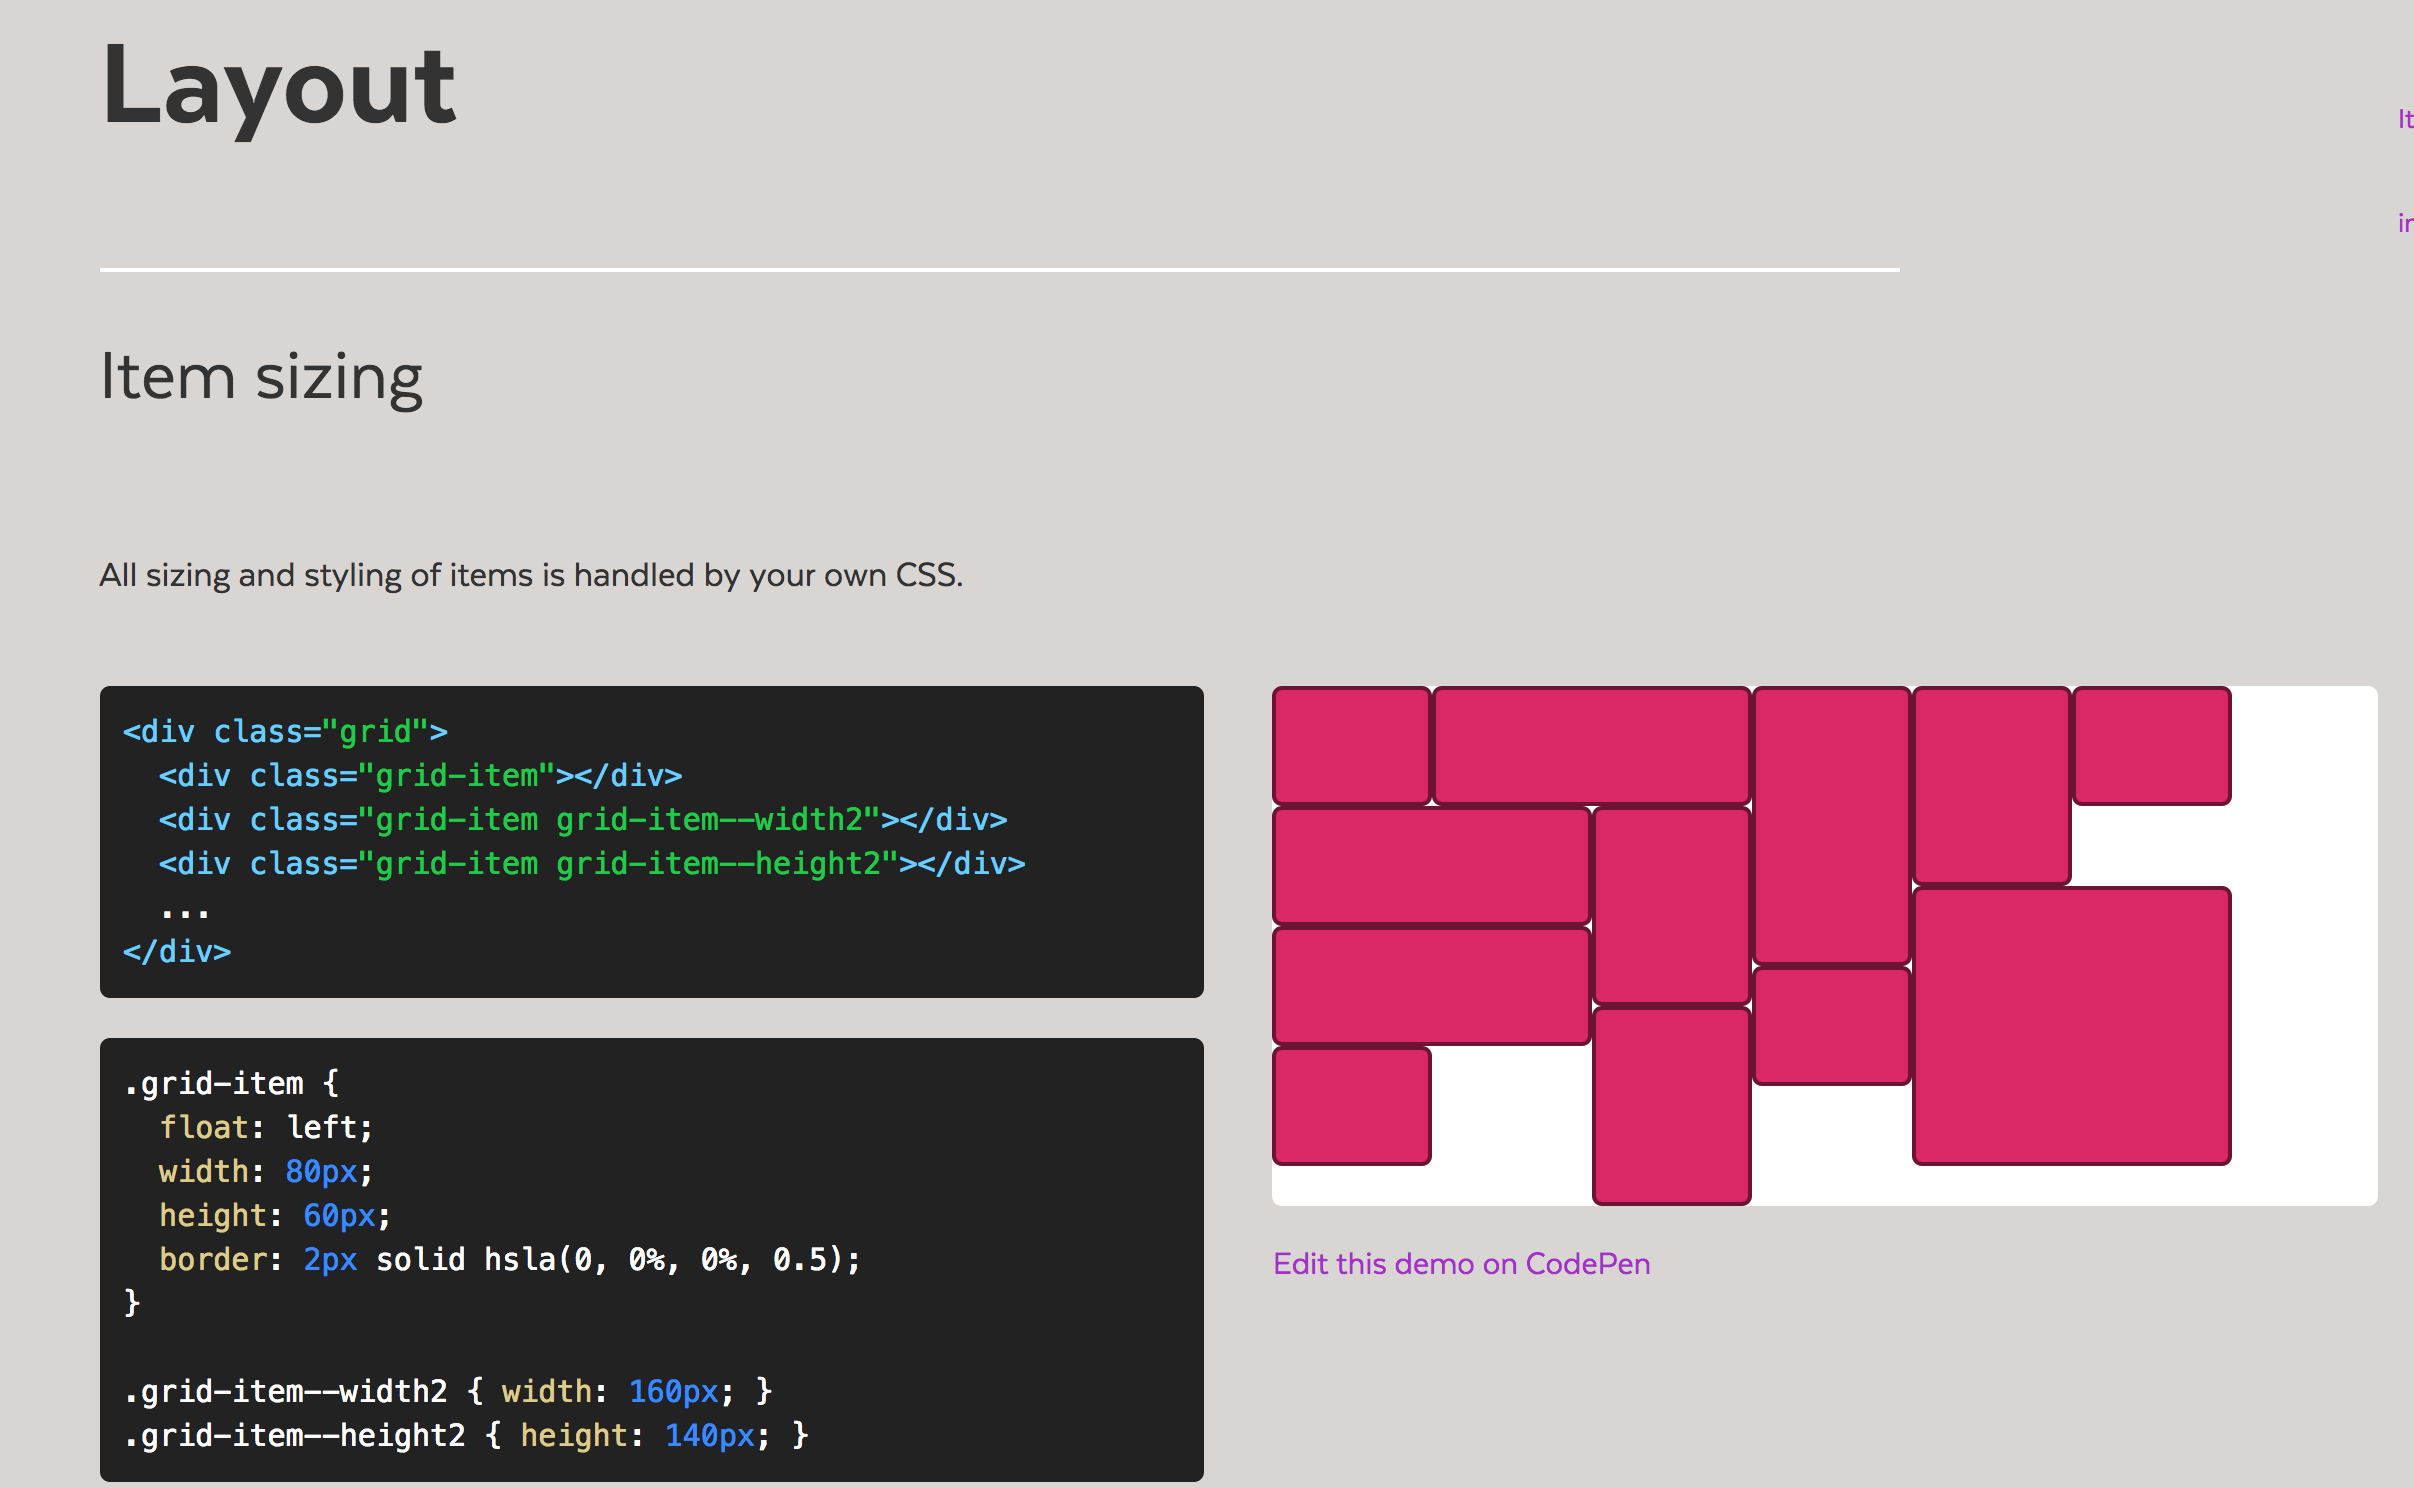 Layout
Item sizing
All sizing and styling of items is handled by your own CSS.
<div class="grid">
  <div class="grid-item"></div>
  <div class="grid-item grid-item--width2"></div>
  <div class="grid-item grid-item--height2"></div>
  ...
</div>
.grid-item {
  float: left;
  width: 80px;
  height: 60px;
  border: 2px solid hsla(0, 0%, 0%, 0.5);
}
.grid-item--width2 { width: 160px; }
.grid-item--height2 { height: 140px; }
Edit this demo on CodePen